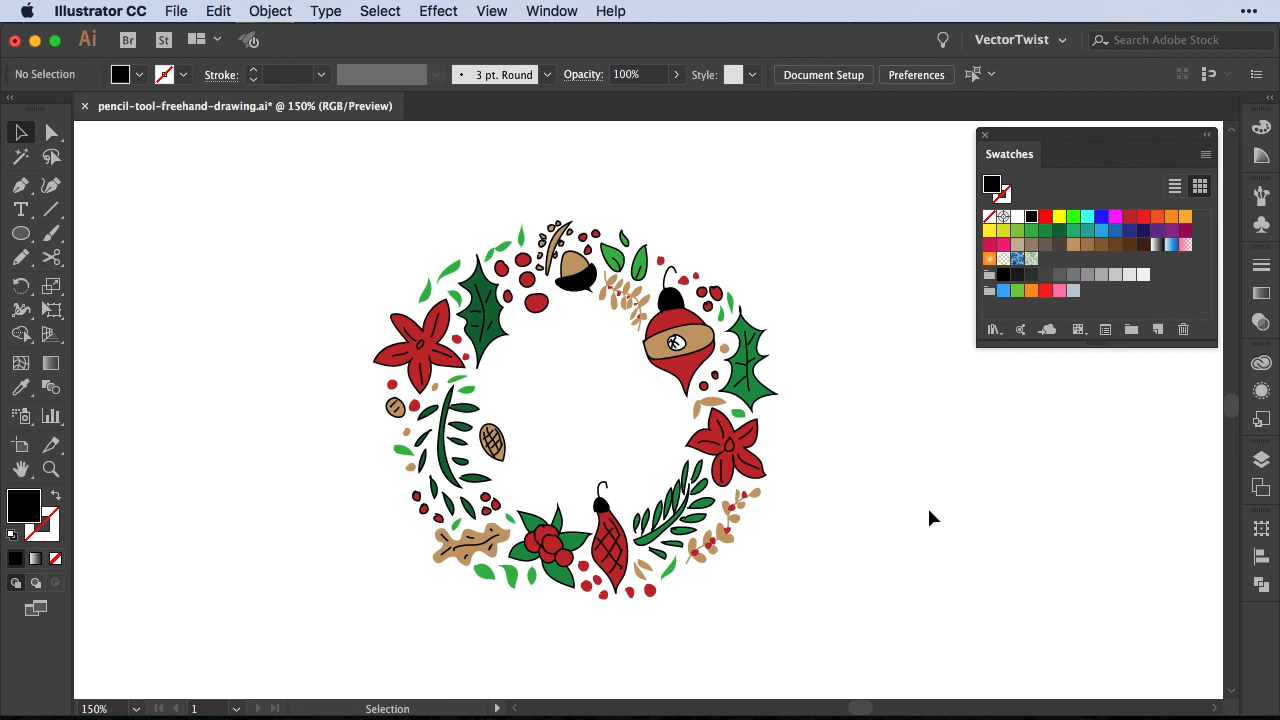 Illustrator CC File Edit Object Type Select Effect View Window Help
Ai Br St VectorTwist Search Adobe Stock
No Selection Stroke: 3 pt. Round Opacity: 100% Style: Document Setup Preferences
× pencil-tool-freehand-drawing.ai* @ 150% (RGB/Preview)
Swatches
150% 1 Selection